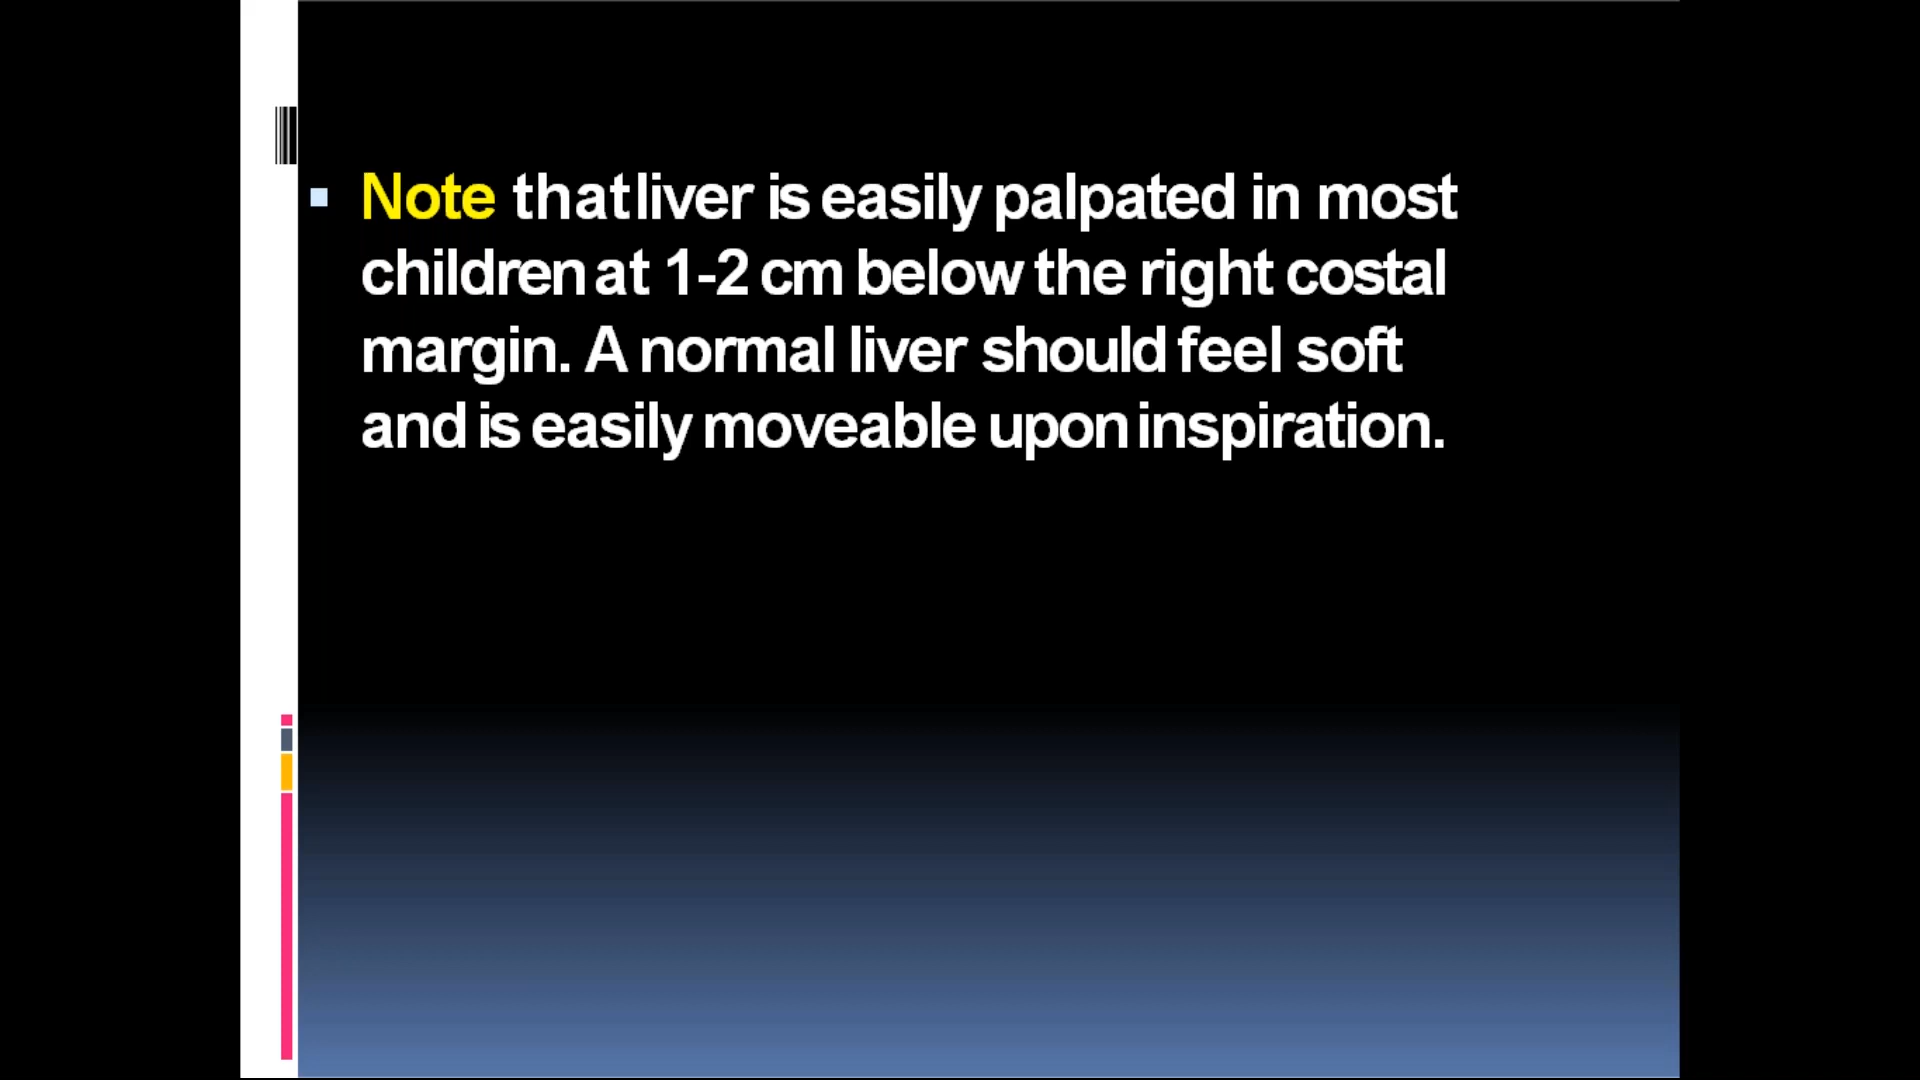 Note that liver is easily palpated in most
children at 1-2 cm below the right costal
margin. A normal liver should feel soft
and is easily moveable upon inspiration.